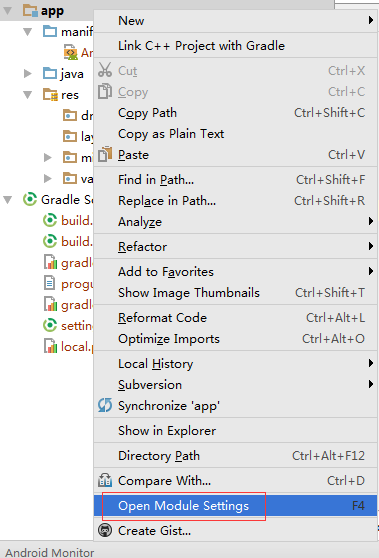 app
New
manif
Link C++ Project with Gradle
An
Cut Ctrl+X
java
Copy Ctrl+C
res
Copy Path Ctrl+Shift+C
dr
Copy as Plain Text
lay
Paste Ctrl+V
m
va
Find in Path... Ctrl+Shift+F
Gradle Sc
Replace in Path... Ctrl+Shift+R
build.
Analyze
build.
Refactor
gradle
Add to Favorites
progu
Show Image Thumbnails Ctrl+Shift+T
gradle
Reformat Code Ctrl+Alt+L
settin
Optimize Imports Ctrl+Alt+O
local.p
Local History
Subversion
Synchronize 'app'
Show in Explorer
Directory Path Ctrl+Alt+F12
Compare With... Ctrl+D
Open Module Settings F4
Create Gist...
Android Monitor